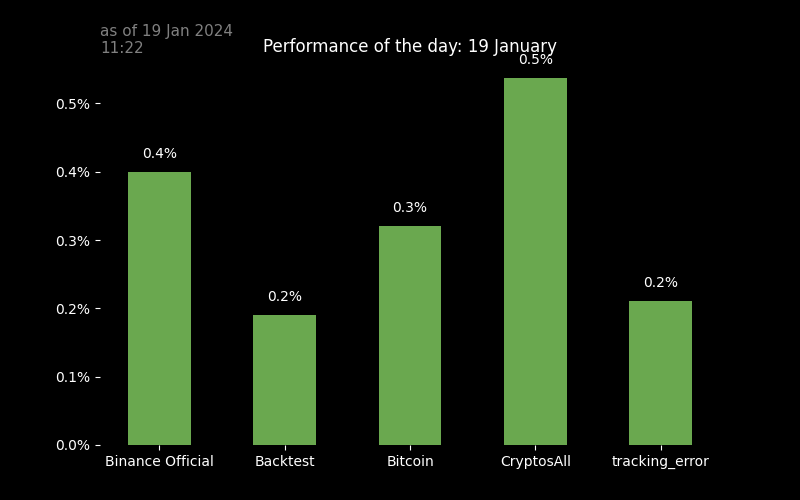 as of 19 Jan 2024
11:22
Performance of the day: 19 January
0.5%
0.5%
0.4%
0.4%
0.3%
0.3%
0.2%
0.2%
0.2%
0.1%
0.0%
Binance Official
Backtest
Bitcoin
CryptosAll
tracking_error